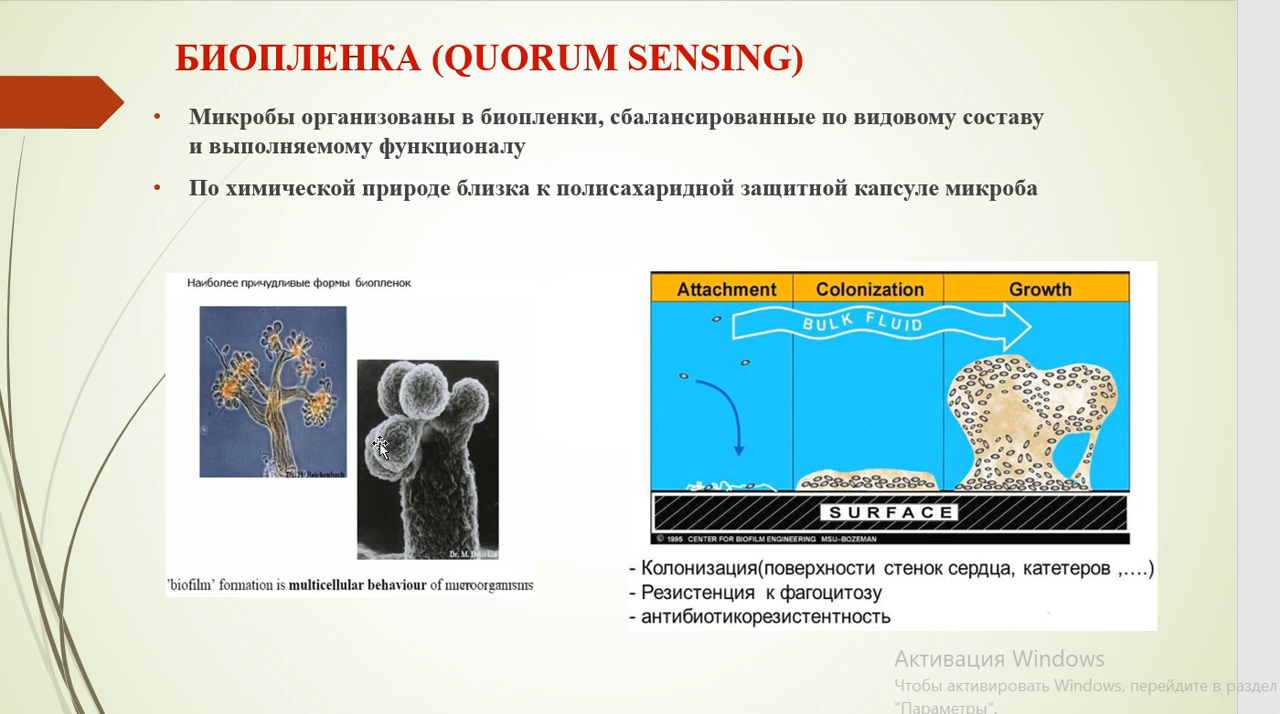 БИОПЛЕНКА (QUORUM SENSING)
• Микробы организованы в биопленки, сбалансированные по видовому составу
и выполняемому функционалу
• По химической природе близка к полисахаридной защитной капсуле микроба
Наиболее причудливые формы биопленок
Dr. H. Reichenbach
Dr. M.
'biofilm' formation is multicellular behaviour of microorganisms
Attachment Colonization Growth
BULK FLUID
SURFACE
© 1995 CENTER FOR BIOFILM ENGINEERING MSU-BOZEMAN
- Колонизация(поверхности стенок сердца, катетеров ,....)
- Резистенция к фагоцитозу
- антибиотикорезистентность
Активация Windows
Чтобы активировать Windows, перейдите в раздел
"Параметры".